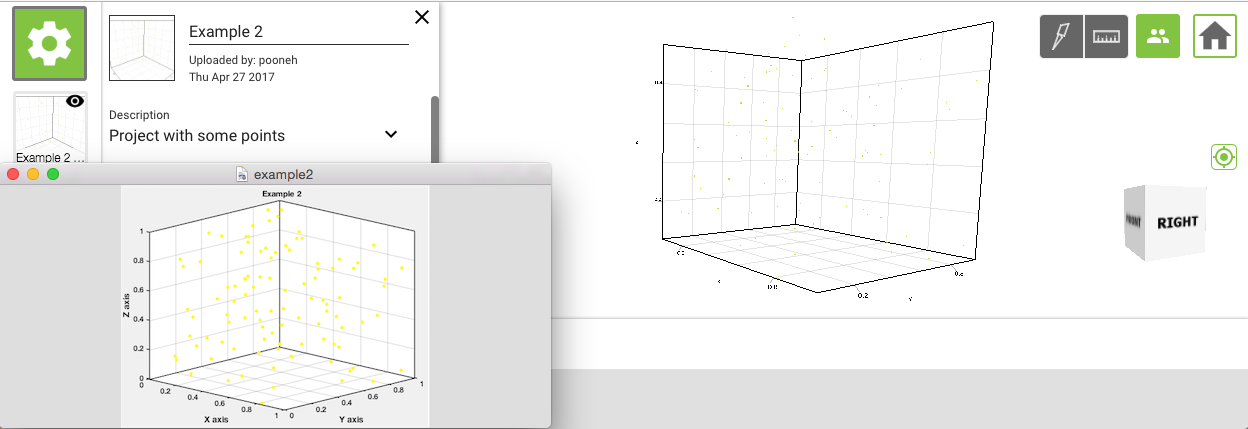 Example 2
Uploaded by: pooneh
Thu Apr 27 2017
Description
Project with some points
Example 2 ...
example2
Example 2
Z axis
1
0.8
0.6
0.4
0.2
0
0
0.2
0.4
0.6
0.8
1
X axis
0
0.2
0.4
0.6
0.8
1
Y axis
0.2
Y
FRONT
RIGHT